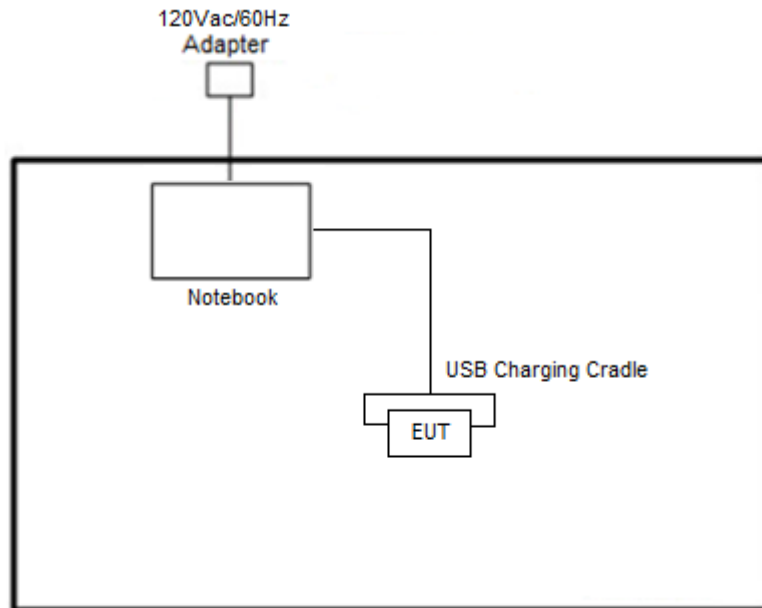 120Vac/60Hz
Adapter
Notebook
USB Charging Cradle
EUT